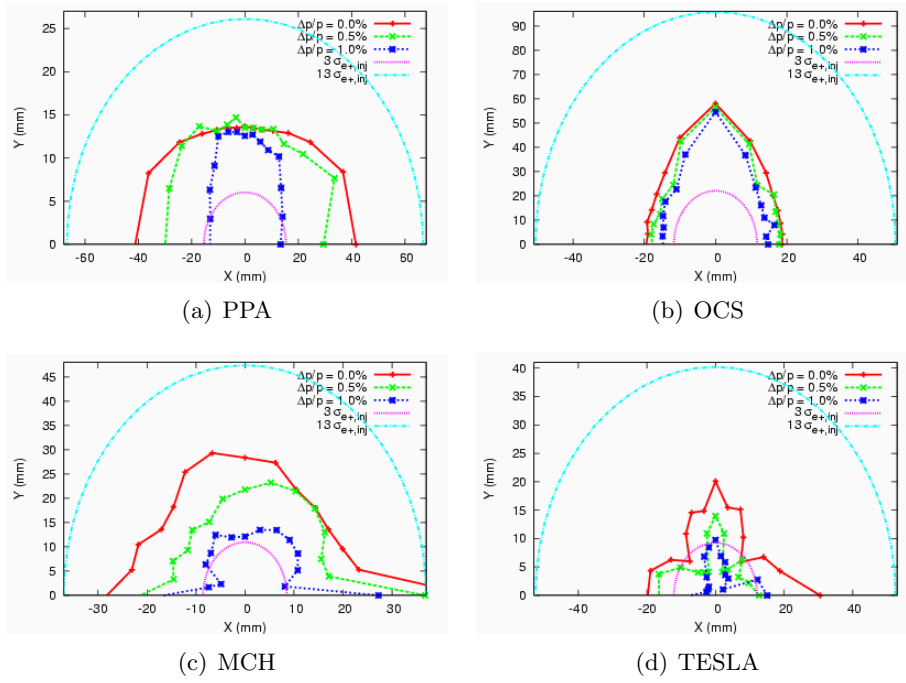 25
20
15
10
5
0
Y (mm)
-60 -40 -20 0 20 40 60
X (mm)
Δp/p = 0.0%
Δp/p = 0.5%
Δp/p = 1.0%
3 σe+,inj
13 σe+,inj
(a) PPA
90
80
70
60
50
40
30
20
10
0
Y (mm)
-40 -20 0 20 40
X (mm)
Δp/p = 0.0%
Δp/p = 0.5%
Δp/p = 1.0%
3 σe+,inj
13 σe+,inj
(b) OCS
45
40
35
30
25
20
15
10
5
0
Y (mm)
-30 -20 -10 0 10 20 30
X (mm)
Δp/p = 0.0%
Δp/p = 0.5%
Δp/p = 1.0%
3 σe+,inj
13 σe+,inj
(c) MCH
40
35
30
25
20
15
10
5
0
Y (mm)
-40 -20 0 20 40
X (mm)
Δp/p = 0.0%
Δp/p = 0.5%
Δp/p = 1.0%
3 σe+,inj
13 σe+,inj
(d) TESLA